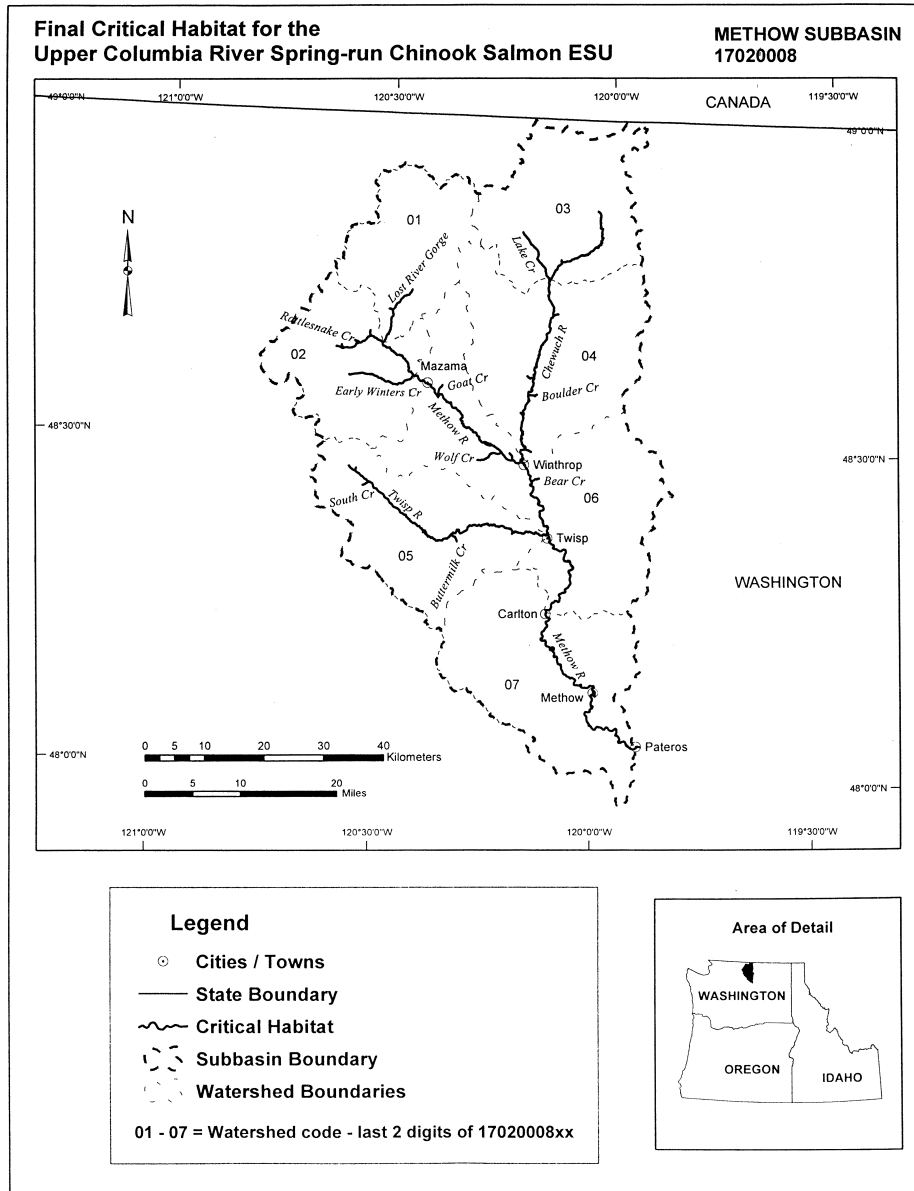 Final Critical Habitat for the
Upper Columbia River Spring-run Chinook Salmon ESU
METHOW SUBBASIN
17020008
49°0'0"N
121°0'0"W
120°30'0"W
120°0'0"W
119°30'0"W
CANADA
49°0'0"N
N
01
03
Lake Cr
Lost River Gorge
Rattlesnake Cr
02
Mazama
Chewuch R
04
Early Winters Cr
Goat Cr
Boulder Cr
Methow R
48°30'0"N
Wolf Cr
Winthrop
48°30'0"N
Bear Cr
South Cr
Twisp R
06
Twisp
05
Buttermilk Cr
WASHINGTON
Carlton
Methow R
07
Methow
Pateros
0 5 10 20 30 40
Kilometers
48°0'0"N
0 5 10 20
Miles
48°0'0"N
121°0'0"W
120°30'0"W
120°0'0"W
119°30'0"W
Legend
Cities / Towns
State Boundary
Critical Habitat
Subbasin Boundary
Watershed Boundaries
01 - 07 = Watershed code - last 2 digits of 17020008xx
Area of Detail
WASHINGTON
OREGON
IDAHO